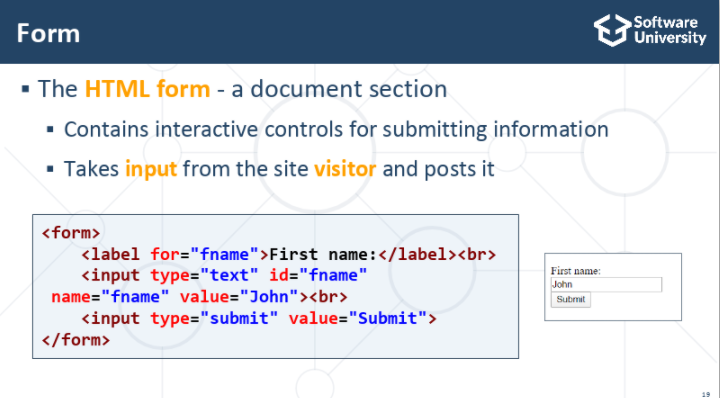 Form
Software
University
▪ The HTML form - a document section
▪ Contains interactive controls for submitting information
▪ Takes input from the site visitor and posts it
<form>
    <label for="fname">First name:</label><br>
    <input type="text" id="fname"
 name="fname" value="John"><br>
    <input type="submit" value="Submit">
</form>
First name:
John
Submit
19